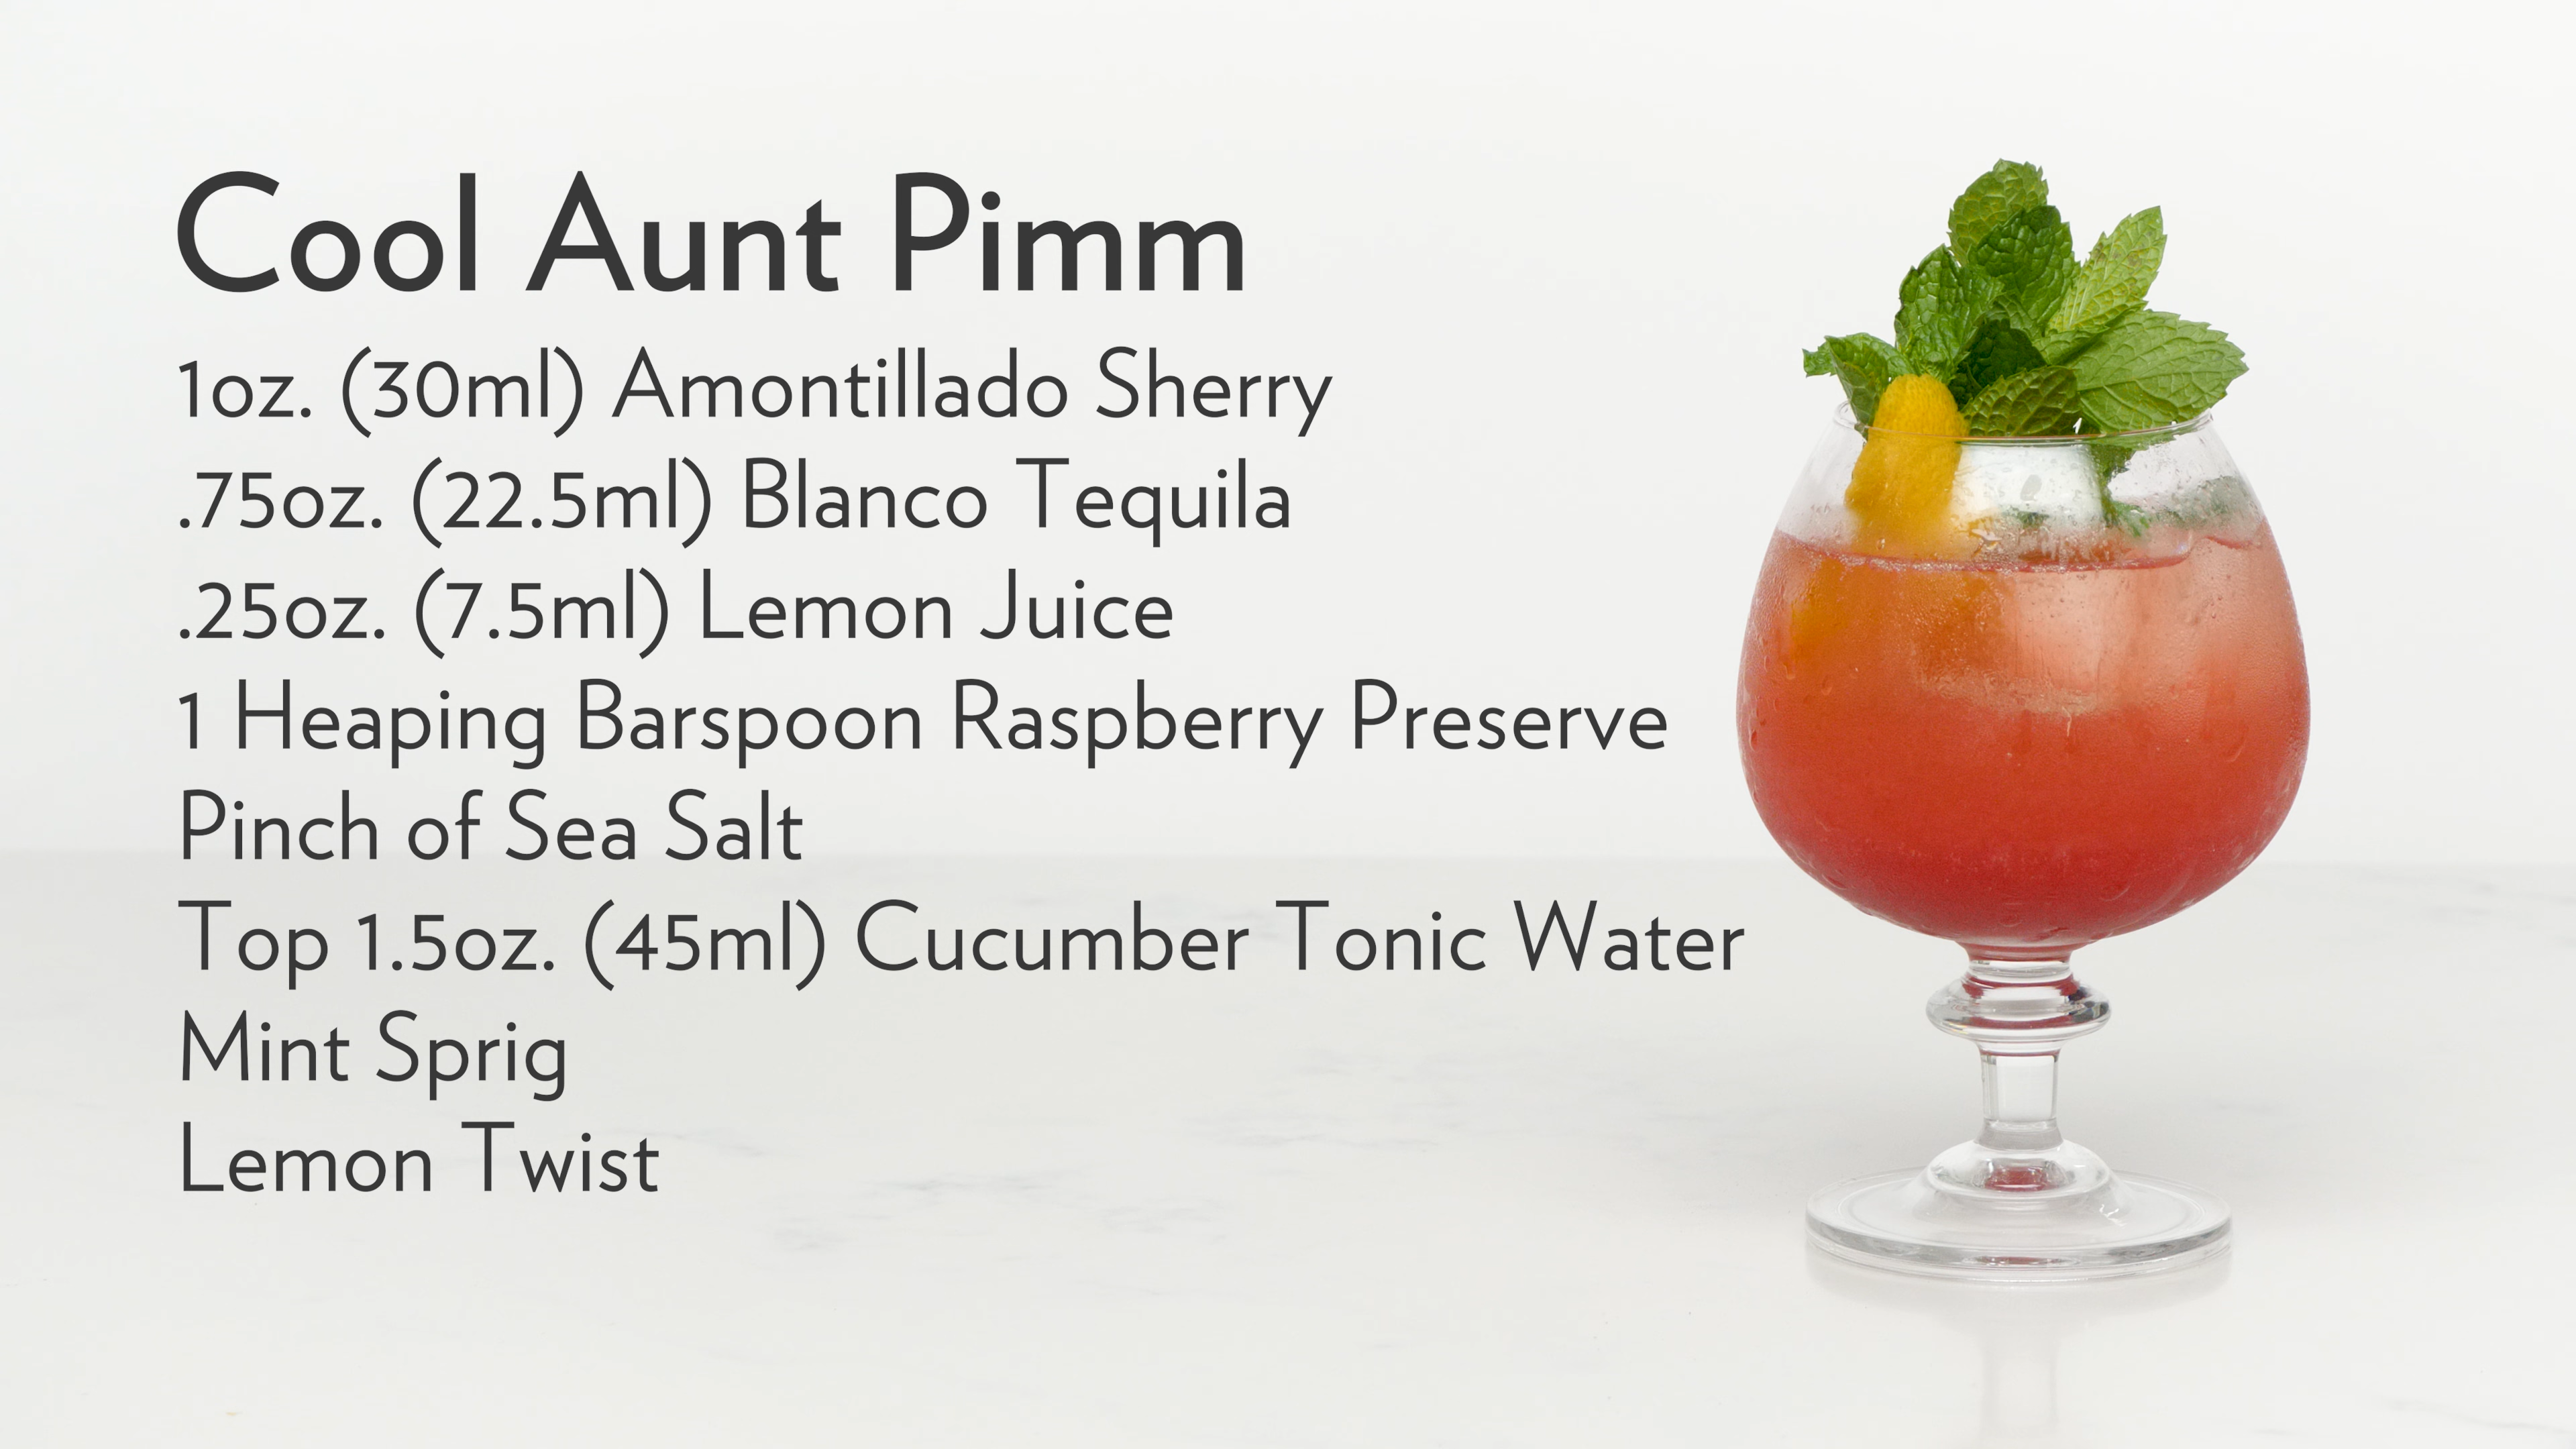 Cool Aunt Pimm
1oz. (30ml) Amontillado Sherry
.75oz. (22.5ml) Blanco Tequila
.25oz. (7.5ml) Lemon Juice
1 Heaping Barspoon Raspberry Preserve
Pinch of Sea Salt
Top 1.5oz. (45ml) Cucumber Tonic Water
Mint Sprig
Lemon Twist